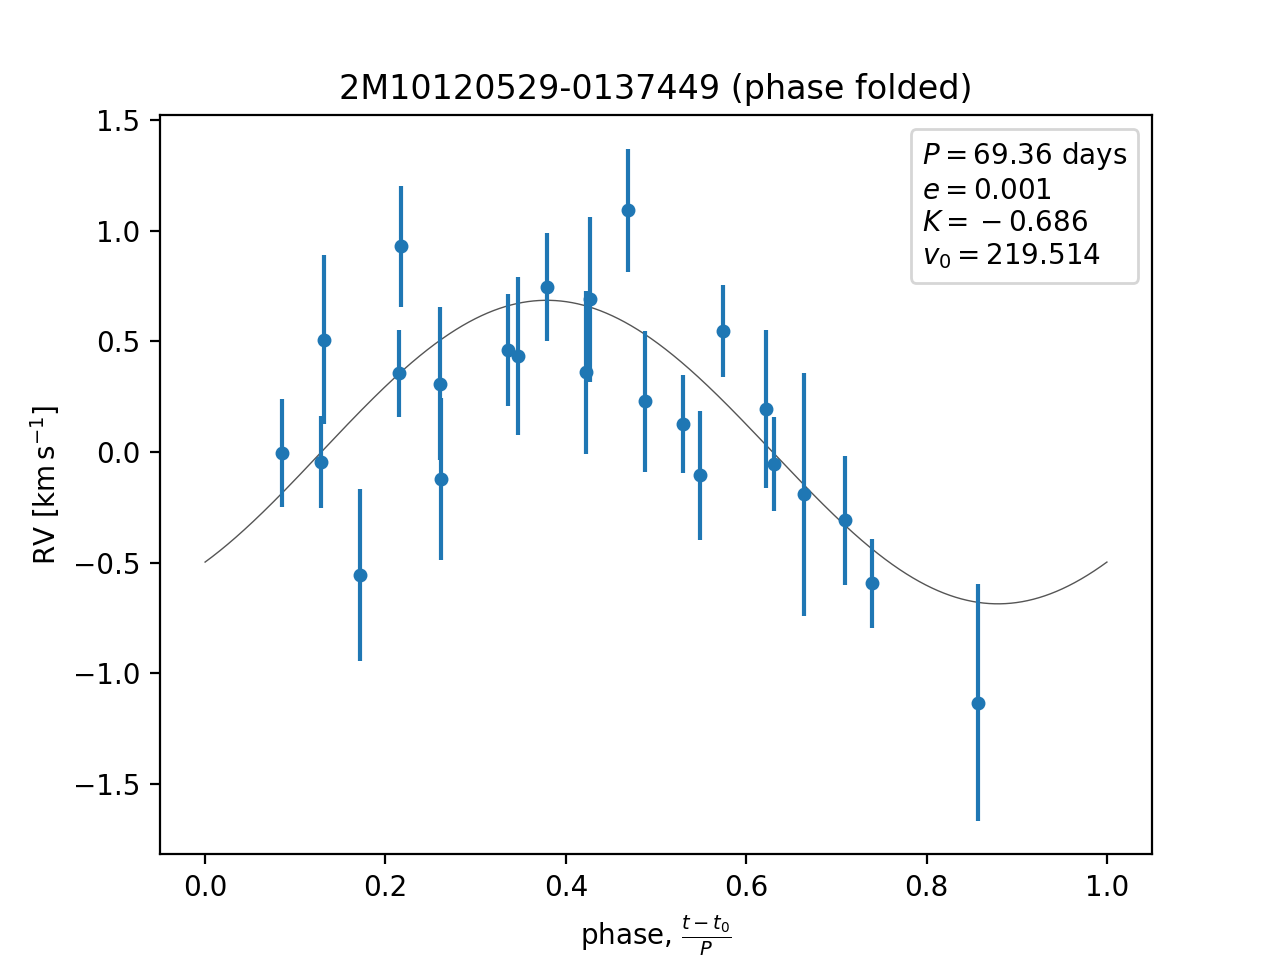 2M10120529-0137449 (phase folded)
P = 69.36 days
e = 0.001
K = −0.686
v₀ = 219.514
1.5
1.0
0.5
0.0
−0.5
−1.0
−1.5
RV [km s⁻¹]
0.0 0.2 0.4 0.6 0.8 1.0
phase, (t − t₀)/P